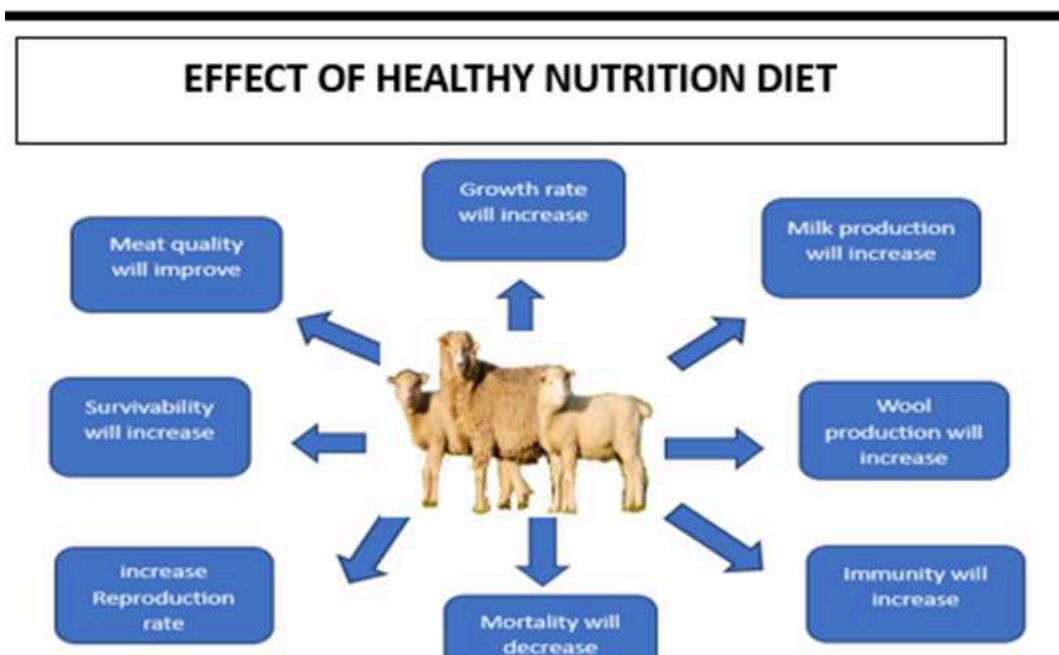 EFFECT OF HEALTHY NUTRITION DIET
Growth rate
will increase
Meat quality
will improve
Milk production
will increase
Survivability
will increase
Wool
production will
increase
increase
Reproduction
rate
Immunity will
increase
Mortality will
decrease